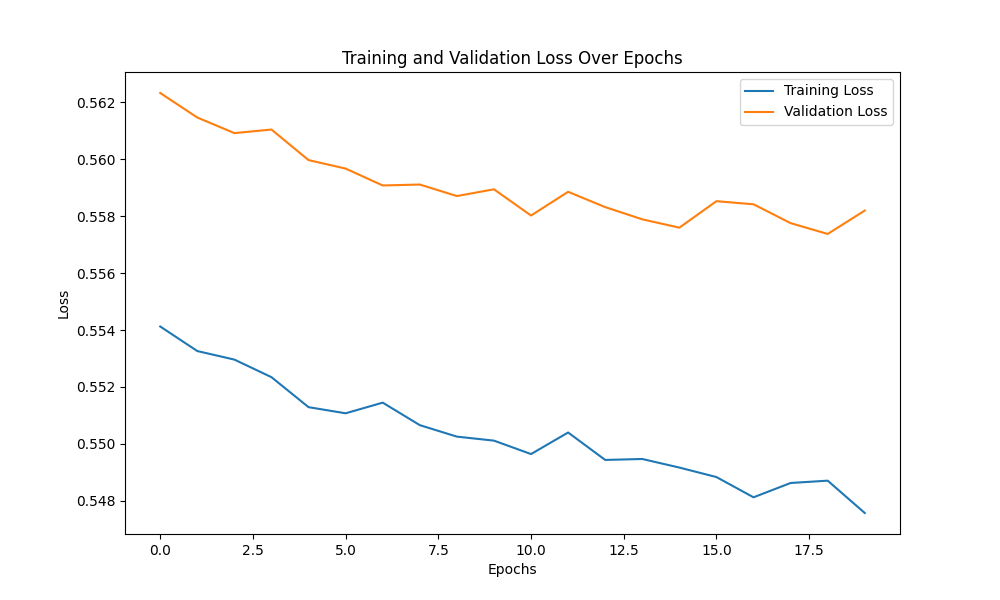 Training and Validation Loss Over Epochs
Training Loss
Validation Loss
0.562
0.560
0.558
0.556
0.554
0.552
0.550
0.548
Loss
0.0 2.5 5.0 7.5 10.0 12.5 15.0 17.5
Epochs